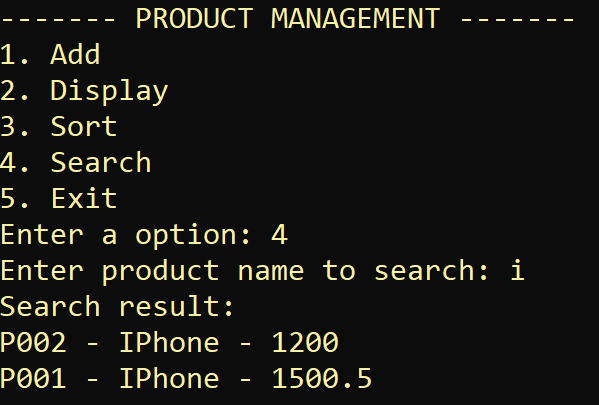 ------- PRODUCT MANAGEMENT -------
1. Add
2. Display
3. Sort
4. Search
5. Exit
Enter a option: 4
Enter product name to search: i
Search result:
P002 - IPhone - 1200
P001 - IPhone - 1500.5